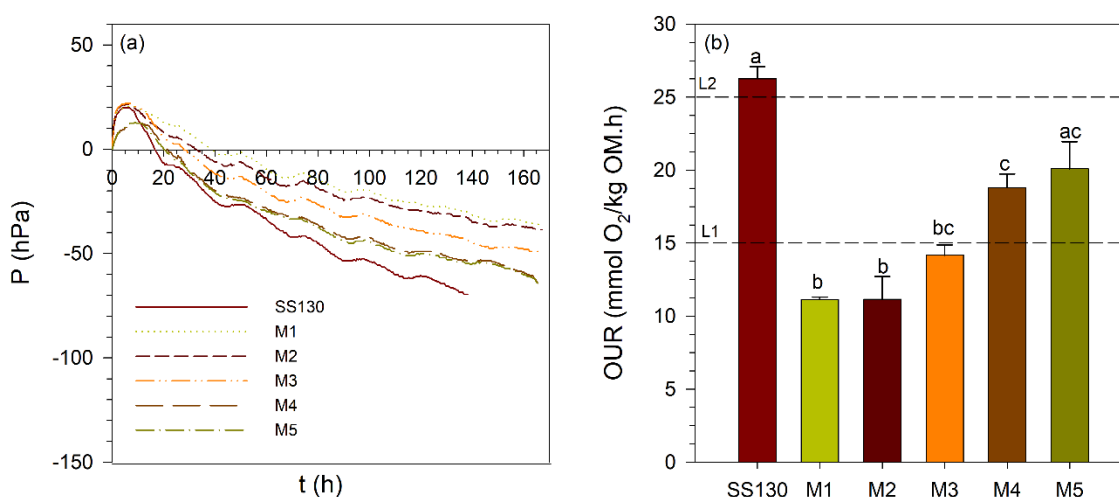 (a)
50
0
-50
-100
-150
0 20 40 60 80 100 120 140 160
P (hPa)
t (h)
SS130
M1
M2
M3
M4
M5
(b)
30
25
20
15
10
5
0
OUR (mmol O₂/kg OM.h)
L2
L1
a
b
b
bc
c
ac
SS130 M1 M2 M3 M4 M5